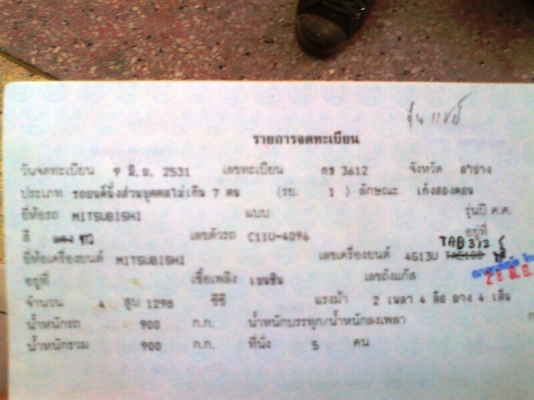 รายการจดทะเบียน
วันจดทะเบียน 9 มิ.ย. 2531 เลขทะเบียน กร 3612 จังหวัด ลำปาง
ประเภท รถยนต์นั่งส่วนบุคคลไม่เกิน 7 คน (รย. 1 ) ลักษณะ เก๋งสองตอน
ยี่ห้อรถ MITSUBISHI แบบ รุ่นปี ค.ศ.
สี เลขตัวรถ C11U-4096 อยู่ที่
ยี่ห้อเครื่องยนต์ MITSUBISHI เลขเครื่องยนต์ 4G13U
อยู่ที่ เชื้อเพลิง เบนซิน เลขถังแก๊ส
จำนวน 4 สูบ 1298 ซีซี แรงม้า 2 เพลา 4 ล้อ ยาง 4 เส้น
น้ำหนักรถ 900 ก.ก. น้ำหนักบรรทุก/น้ำหนักลงเพลา ก
น้ำหนักรวม 900 ก.ก. ที่นั่ง 5 คน